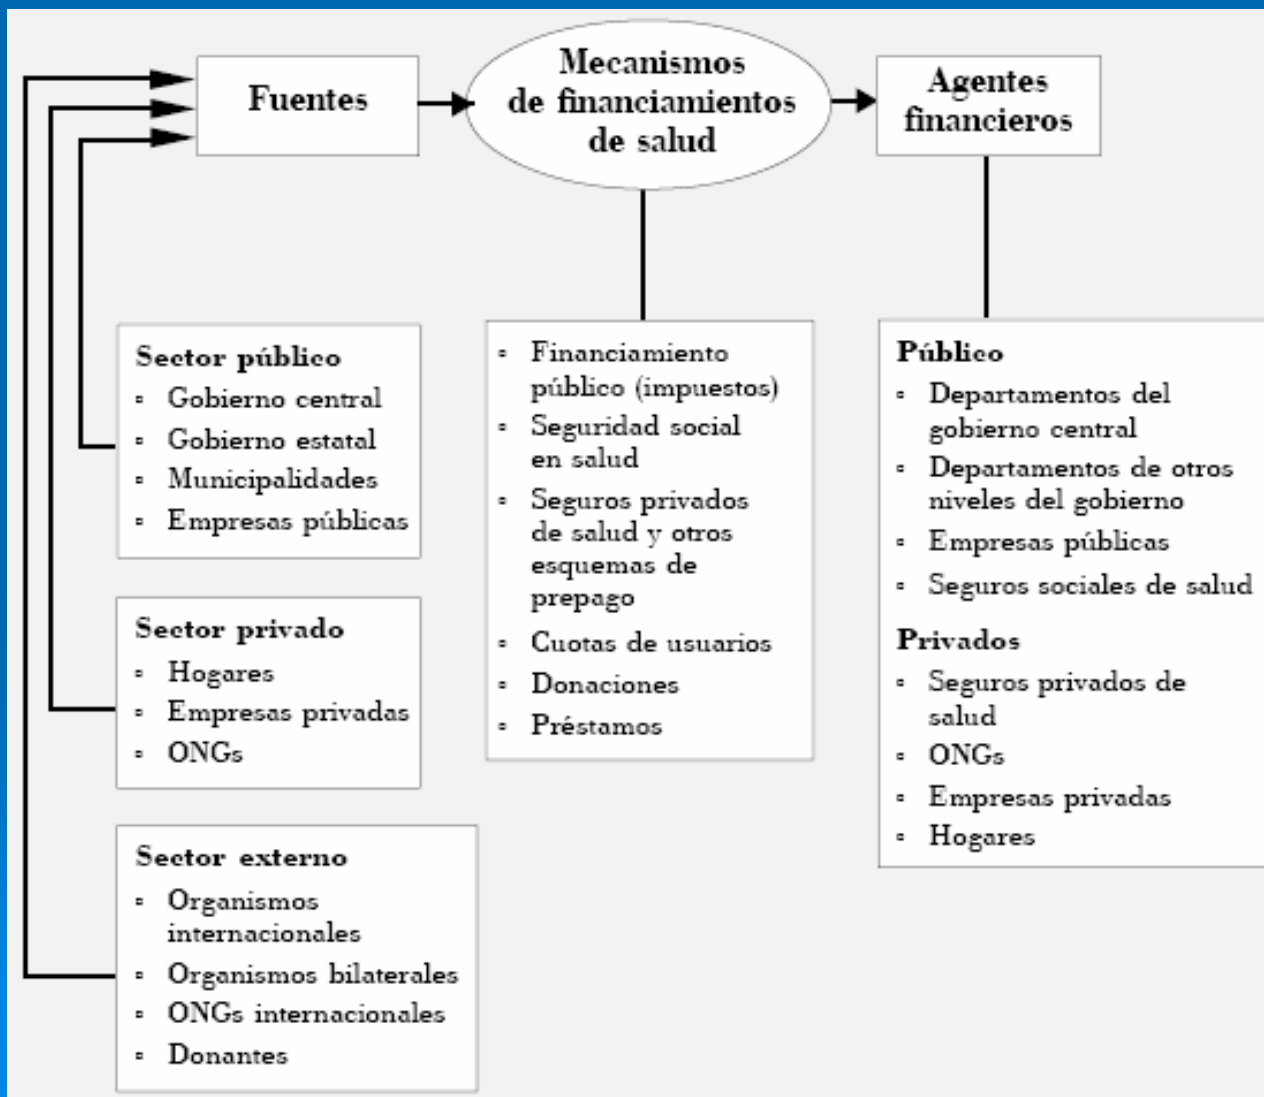 Fuentes
Mecanismos
de financiamientos
de salud
Agentes
financieros
Sector público
▫ Gobierno central
▫ Gobierno estatal
▫ Municipalidades
▫ Empresas públicas
Sector privado
▫ Hogares
▫ Empresas privadas
▫ ONGs
Sector externo
▫ Organismos
internacionales
▫ Organismos bilaterales
▫ ONGs internacionales
▫ Donantes
▫ Financiamiento
público (impuestos)
▫ Seguridad social
en salud
▫ Seguros privados
de salud y otros
esquemas de
prepago
▫ Cuotas de usuarios
▫ Donaciones
▫ Préstamos
Público
▫ Departamentos del
gobierno central
▫ Departamentos de otros
niveles del gobierno
▫ Empresas públicas
▫ Seguros sociales de salud
Privados
▫ Seguros privados de
salud
▫ ONGs
▫ Empresas privadas
▫ Hogares